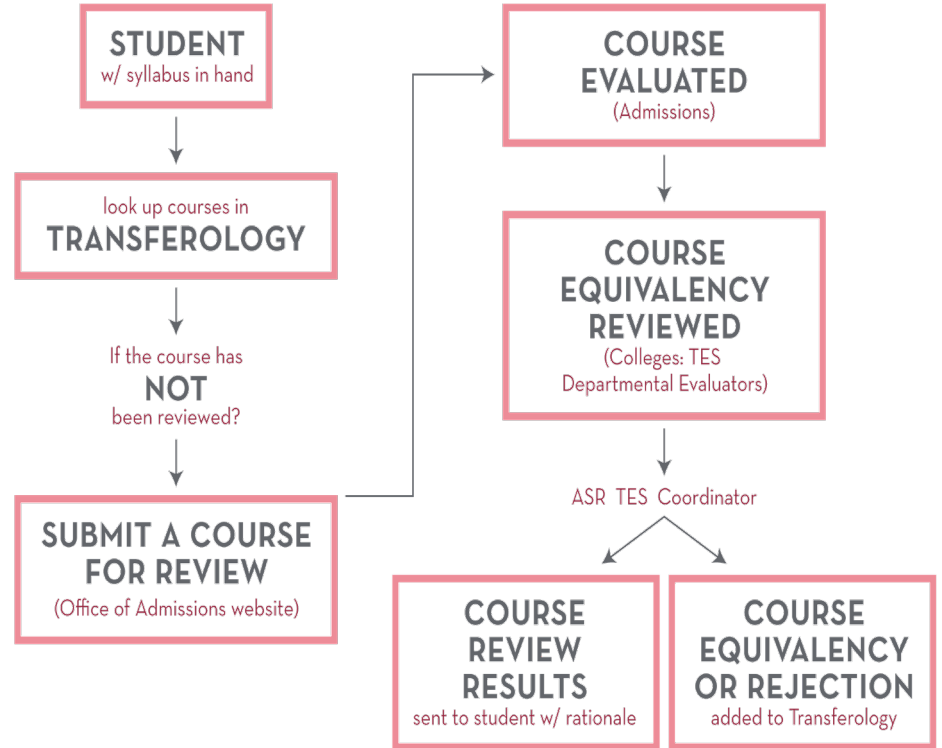 STUDENT
w/ syllabus in hand
look up courses in
TRANSFEROLOGY
If the course has
NOT
been reviewed?
SUBMIT A COURSE
FOR REVIEW
(Office of Admissions website)
COURSE
EVALUATED
(Admissions)
COURSE
EQUIVALENCY
REVIEWED
(Colleges: TES
Departmental Evaluators)
ASR TES Coordinator
COURSE
REVIEW
RESULTS
sent to student w/ rationale
COURSE
EQUIVALENCY
OR REJECTION
added to Transferology